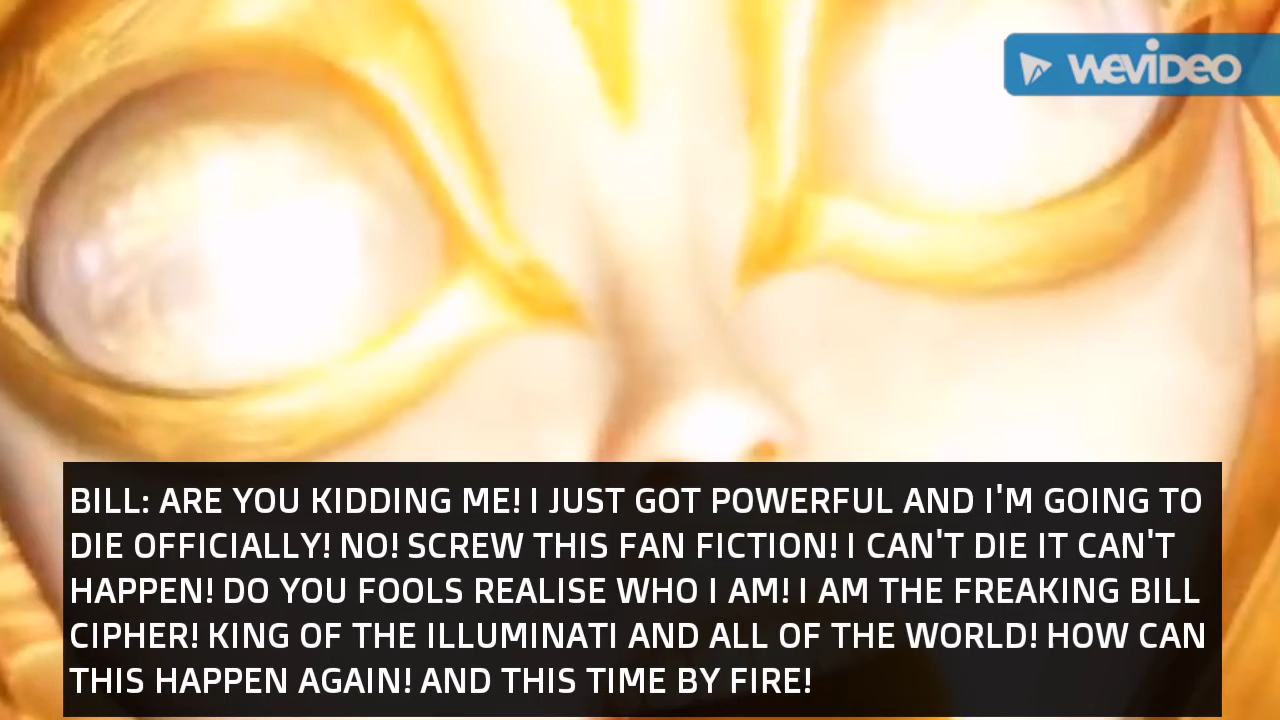 WEVIDEO
BILL: ARE YOU KIDDING ME! I JUST GOT POWERFUL AND I'M GOING TO
DIE OFFICIALLY! NO! SCREW THIS FAN FICTION! I CAN'T DIE IT CAN'T
HAPPEN! DO YOU FOOLS REALISE WHO I AM! I AM THE FREAKING BILL
CIPHER! KING OF THE ILLUMINATI AND ALL OF THE WORLD! HOW CAN
THIS HAPPEN AGAIN! AND THIS TIME BY FIRE!